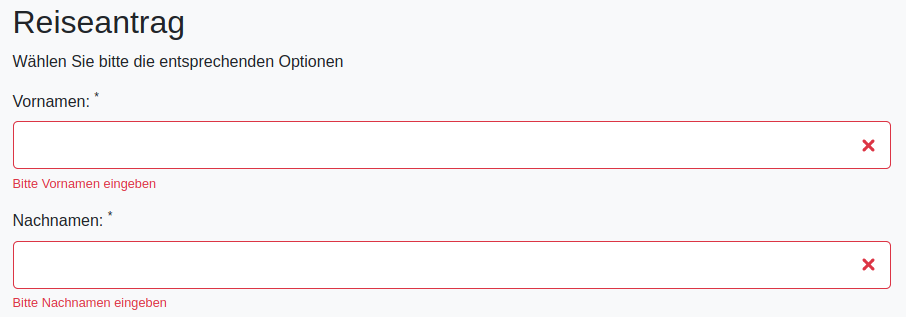 Reiseantrag
Wählen Sie bitte die entsprechenden Optionen
Vornamen: *
Bitte Vornamen eingeben
Nachnamen: *
Bitte Nachnamen eingeben